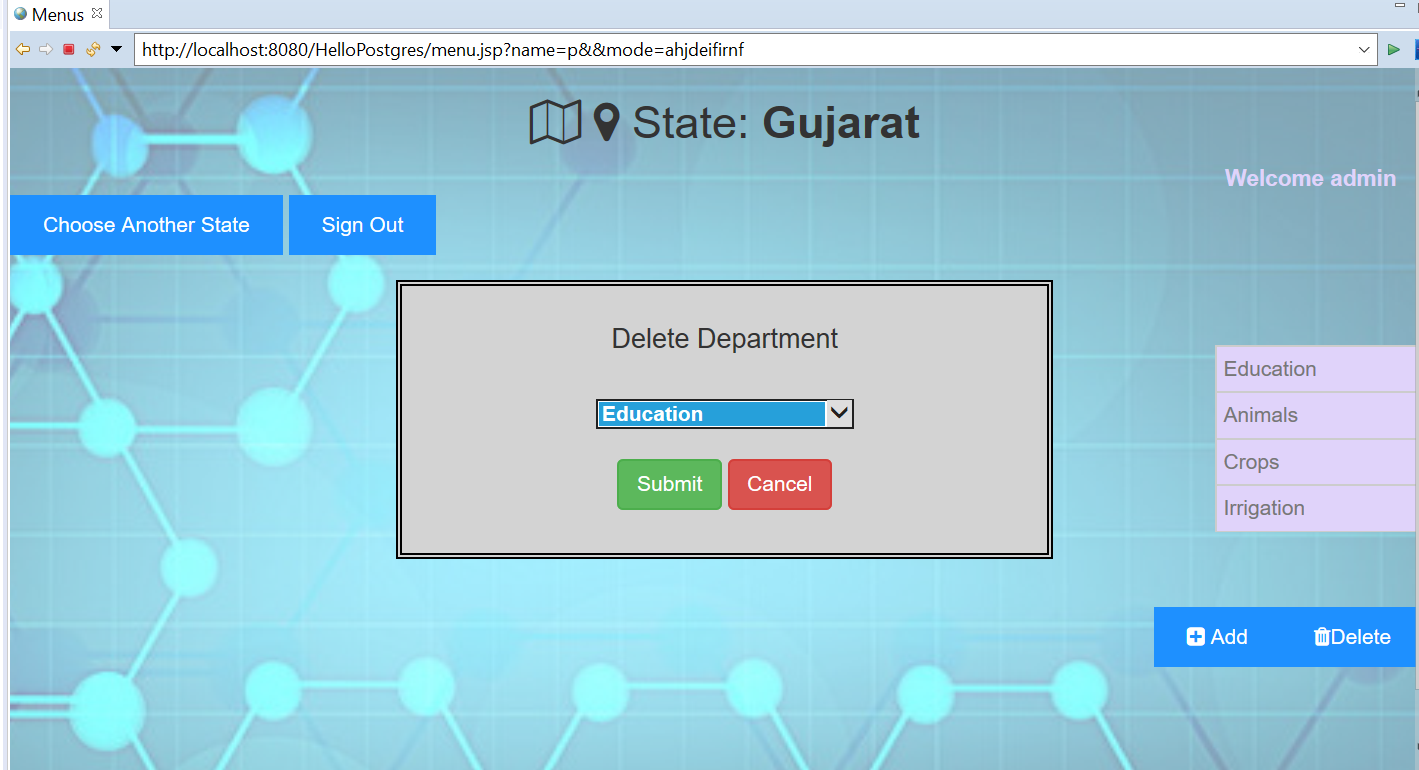 Menus
http://localhost:8080/HelloPostgres/menu.jsp?name=p&&mode=ahjdeifirnf
State: Gujarat
Welcome admin
Choose Another State
Sign Out
Delete Department
Education
Submit
Cancel
Education
Animals
Crops
Irrigation
Add
Delete